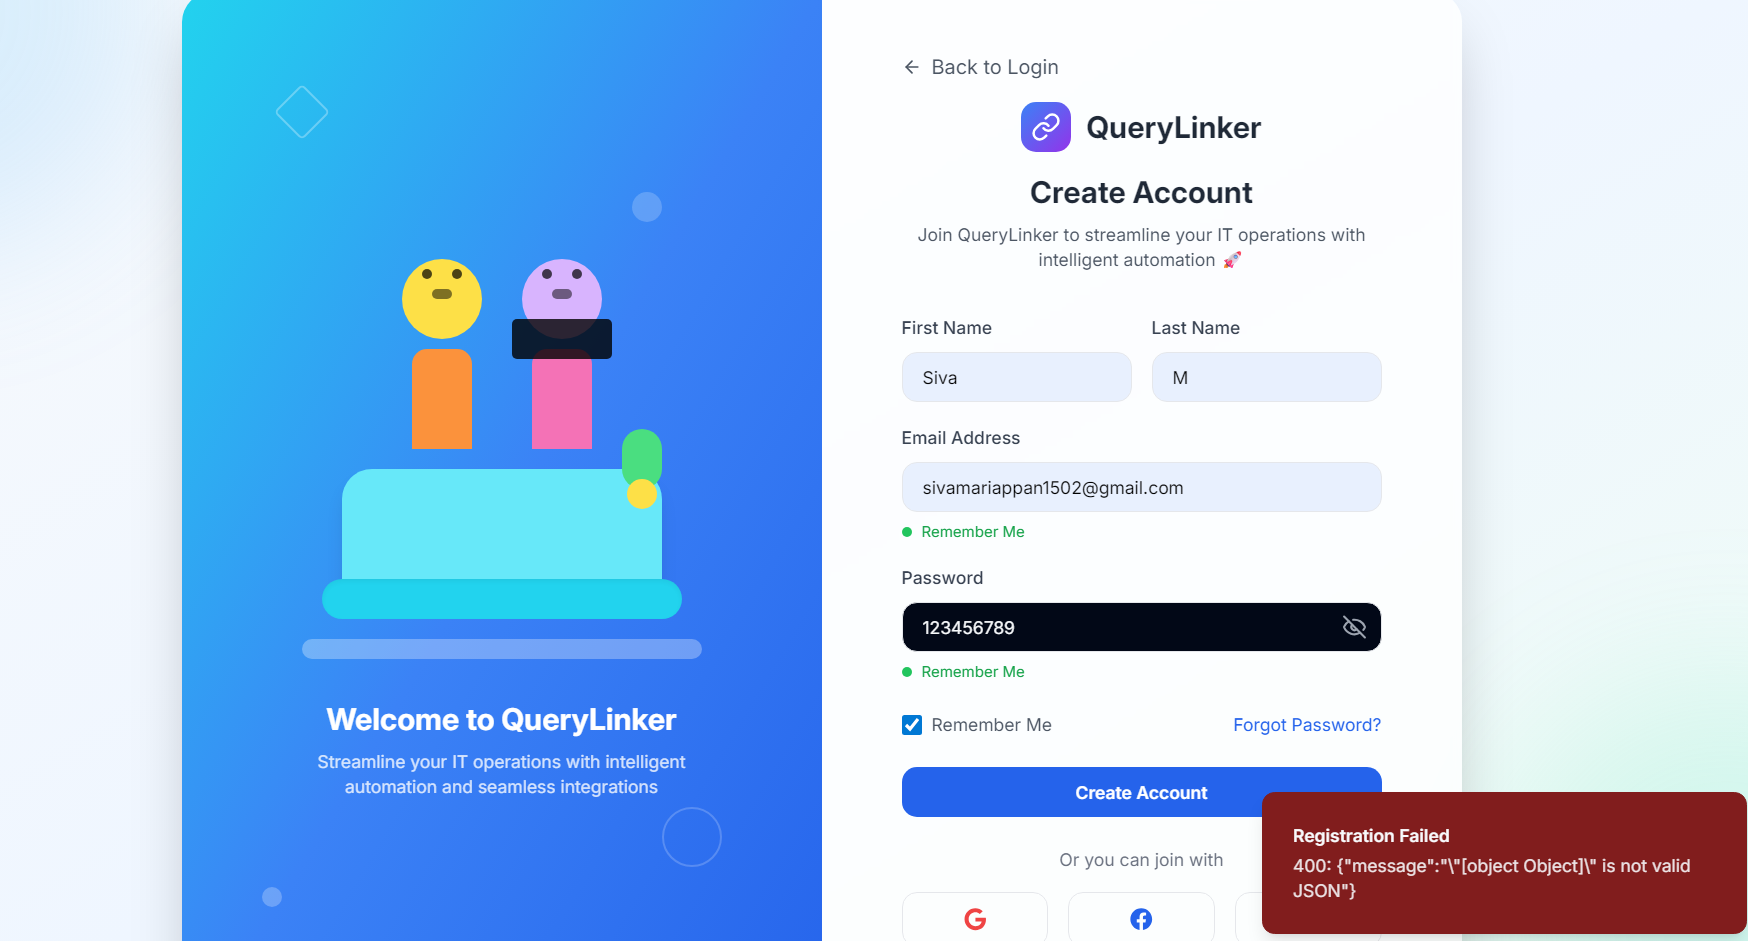 Back to Login
QueryLinker
Create Account
Join QueryLinker to streamline your IT operations with
intelligent automation 🚀
First Name
Last Name
Siva
M
Email Address
sivamariappan1502@gmail.com
Remember Me
Password
123456789
Remember Me
Remember Me
Forgot Password?
Create Account
Or you can join with
Welcome to QueryLinker
Streamline your IT operations with intelligent
automation and seamless integrations
Registration Failed
400: {"message":"\"[object Object]\" is not valid
JSON"}